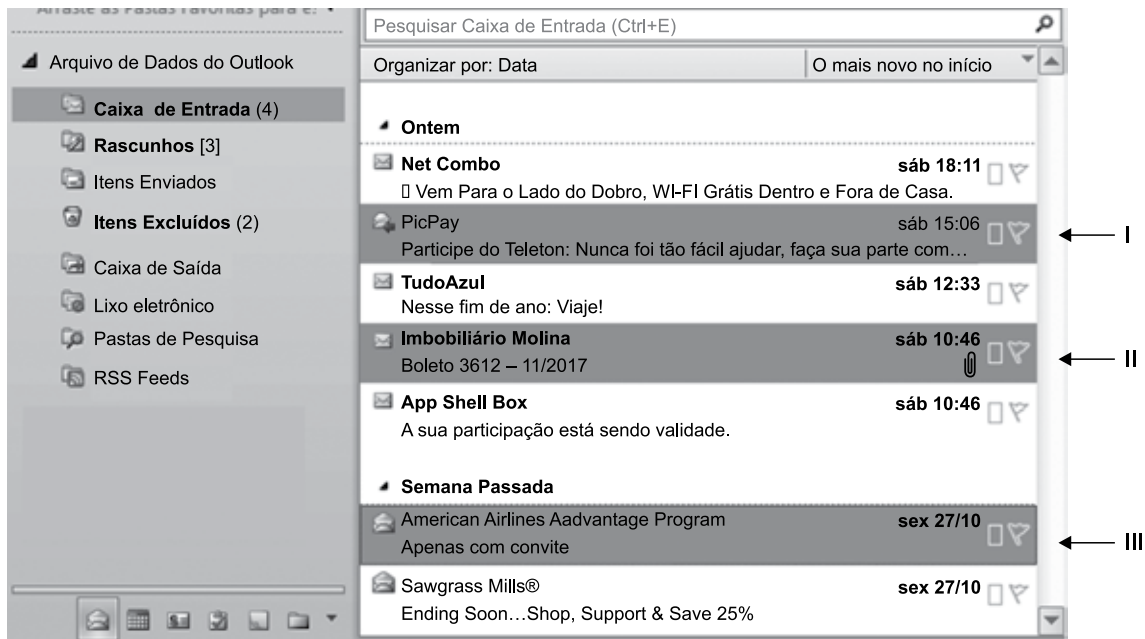 Arraste as Pastas Favoritas para e:
Arquivo de Dados do Outlook
Caixa de Entrada (4)
Rascunhos [3]
Itens Enviados
Itens Excluídos (2)
Caixa de Saída
Lixo eletrônico
Pastas de Pesquisa
RSS Feeds
Pesquisar Caixa de Entrada (Ctrl+E)
Organizar por: Data
O mais novo no início
Ontem
Net Combo
sáb 18:11
▯ Vem Para o Lado do Dobro, WI-FI Grátis Dentro e Fora de Casa.
PicPay
sáb 15:06
Participe do Teleton: Nunca foi tão fácil ajudar, faça sua parte com…
I
TudoAzul
sáb 12:33
Nesse fim de ano: Viaje!
Imbobiliário Molina
sáb 10:46
Boleto 3612 – 11/2017
II
App Shell Box
sáb 10:46
A sua participação está sendo validade.
Semana Passada
American Airlines Aadvantage Program
sex 27/10
Apenas com convite
III
Sawgrass Mills®
sex 27/10
Ending Soon…Shop, Support & Save 25%